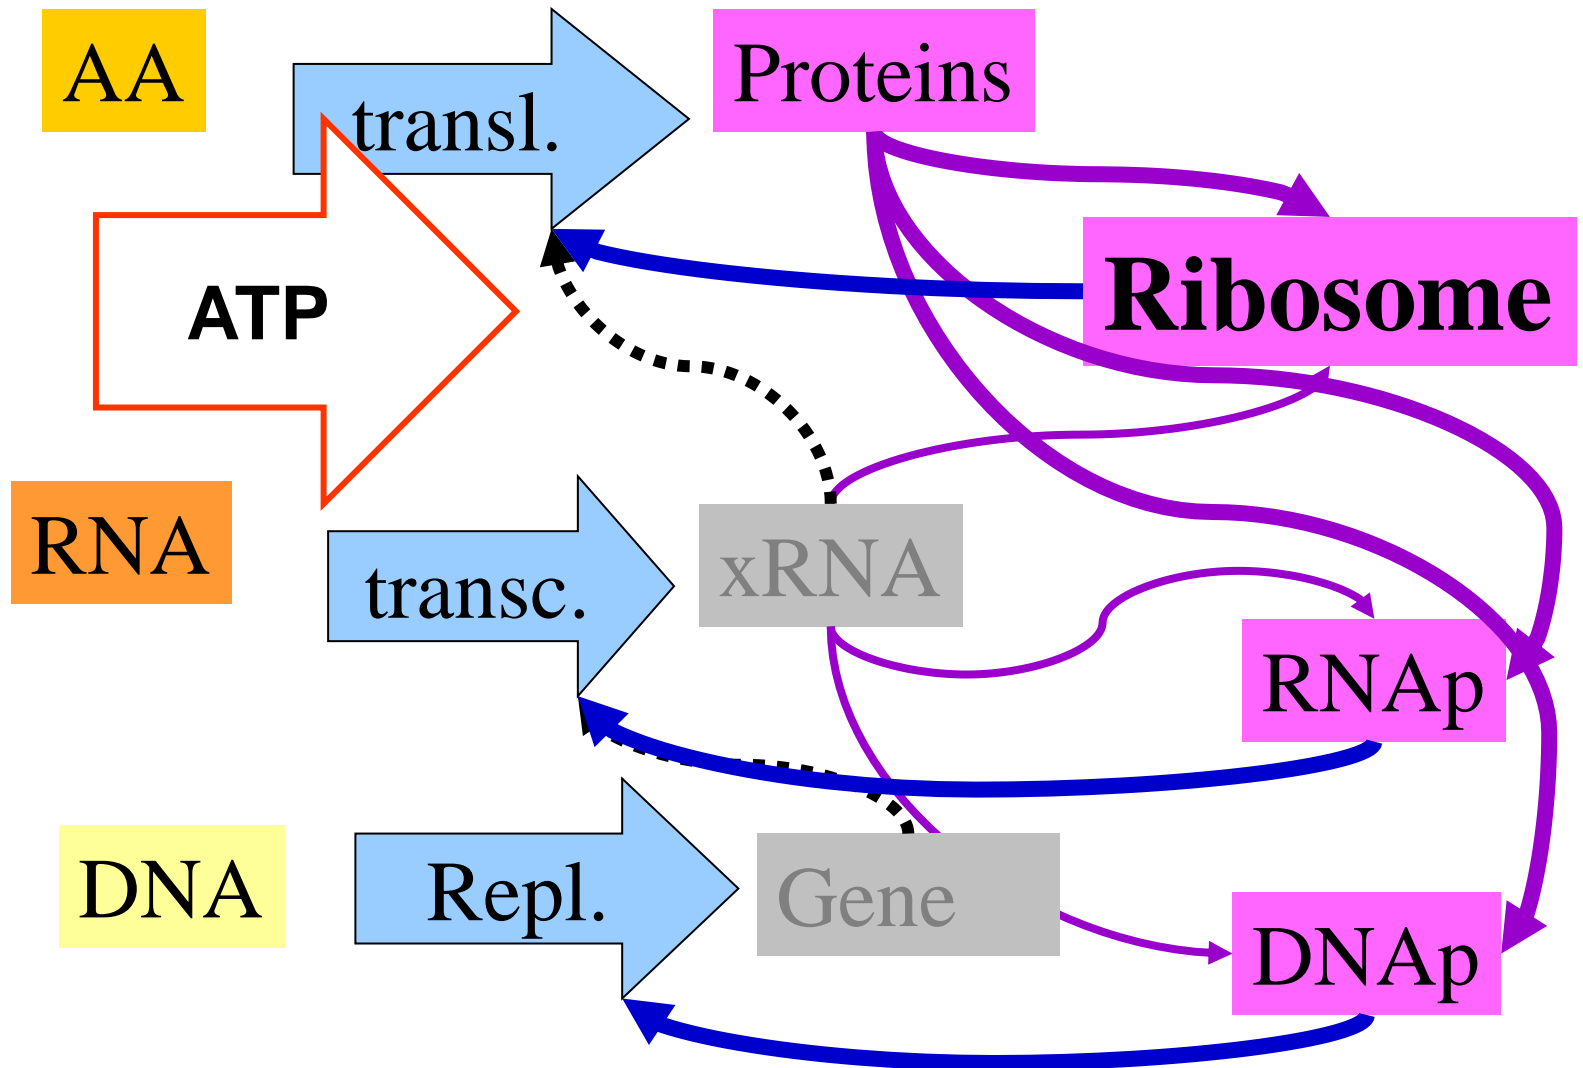 AA
transl.
Proteins
ATP
Ribosome
RNA
transc.
xRNA
RNAp
DNA
Repl.
Gene
DNAp